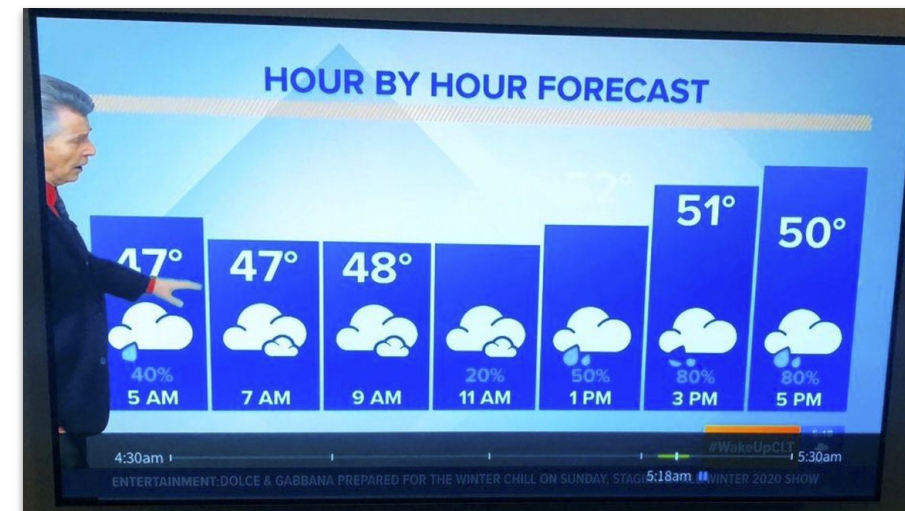 HOUR BY HOUR FORECAST
52°
47° 47° 48° 51° 50°
40% 20% 50% 80% 80%
5 AM 7 AM 9 AM 11 AM 1 PM 3 PM 5 PM
#WakeUpCLT
4:30am 5:30am
5:18am
ENTERTAINMENT:DOLCE & GABBANA PREPARED FOR THE WINTER CHILL ON SUNDAY, WINTER 2020 SHOW